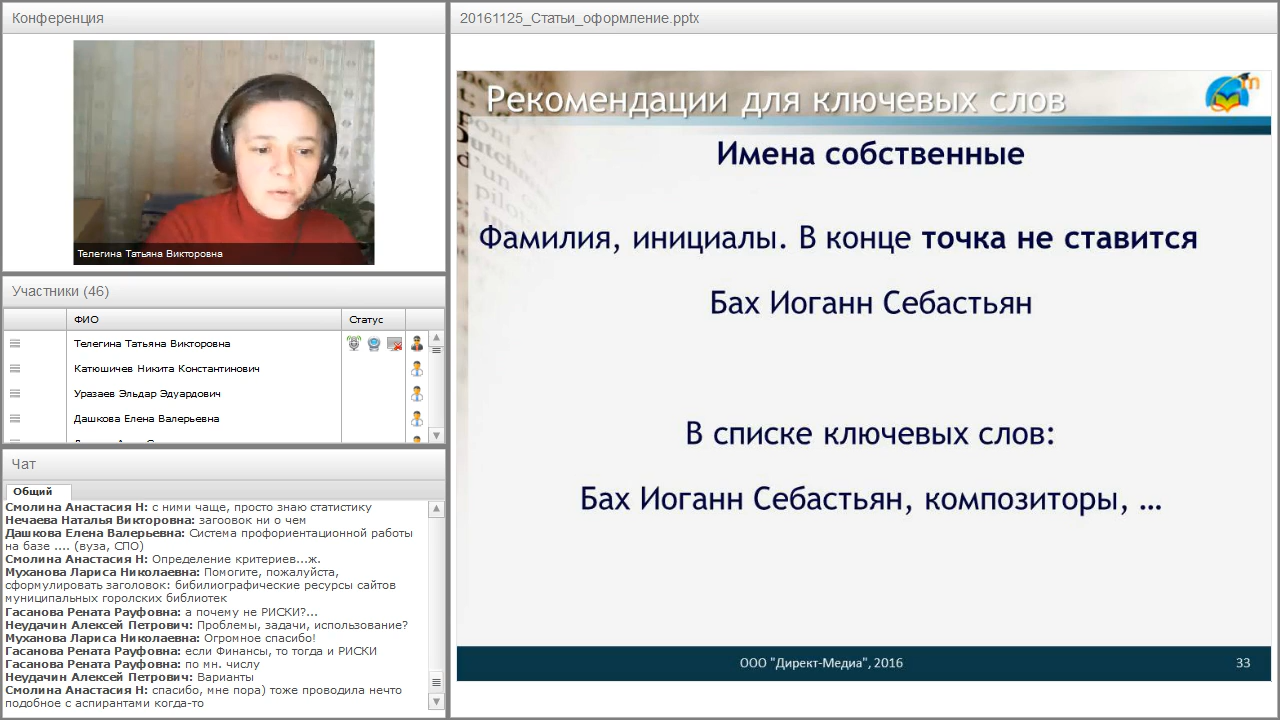 Конференция
Телегина Татьяна Викторовна
Участники (46)
ФИО Статус
Телегина Татьяна Викторовна
Катюшичев Никита Константинович
Уразаев Эльдар Эдуардович
Дашкова Елена Валерьевна
Чат
Общий
Смолина Анастасия Н: с ними чаще, просто знаю статистику
Нечаева Наталья Викторовна: загоовок ни о чем
Дашкова Елена Валерьевна: Система профориентационной работы
на базе .... (вуза, СПО)
Смолина Анастасия Н: Определение критериев...ж.
Муханова Лариса Николаевна: Помогите, пожалуйста,
сформулировать заголовок: бибилиографические ресурсы сайтов
муниципальных горолских библиотек
Гасанова Рената Рауфовна: а почему не РИСКИ?...
Неудачин Алексей Петрович: Проблемы, задачи, использование?
Муханова Лариса Николаевна: Огромное спасибо!
Гасанова Рената Рауфовна: если Финансы, то тогда и РИСКИ
Гасанова Рената Рауфовна: по мн. числу
Неудачин Алексей Петрович: Варианты
Смолина Анастасия Н: спасибо, мне пора) тоже проводила нечто
подобное с аспирантами когда-то
20161125_Статьи_оформление.pptx
Рекомендации для ключевых слов
Имена собственные
Фамилия, инициалы. В конце точка не ставится
Бах Иоганн Себастьян
В списке ключевых слов:
Бах Иоганн Себастьян, композиторы, …
ООО "Директ-Медиа", 2016
33